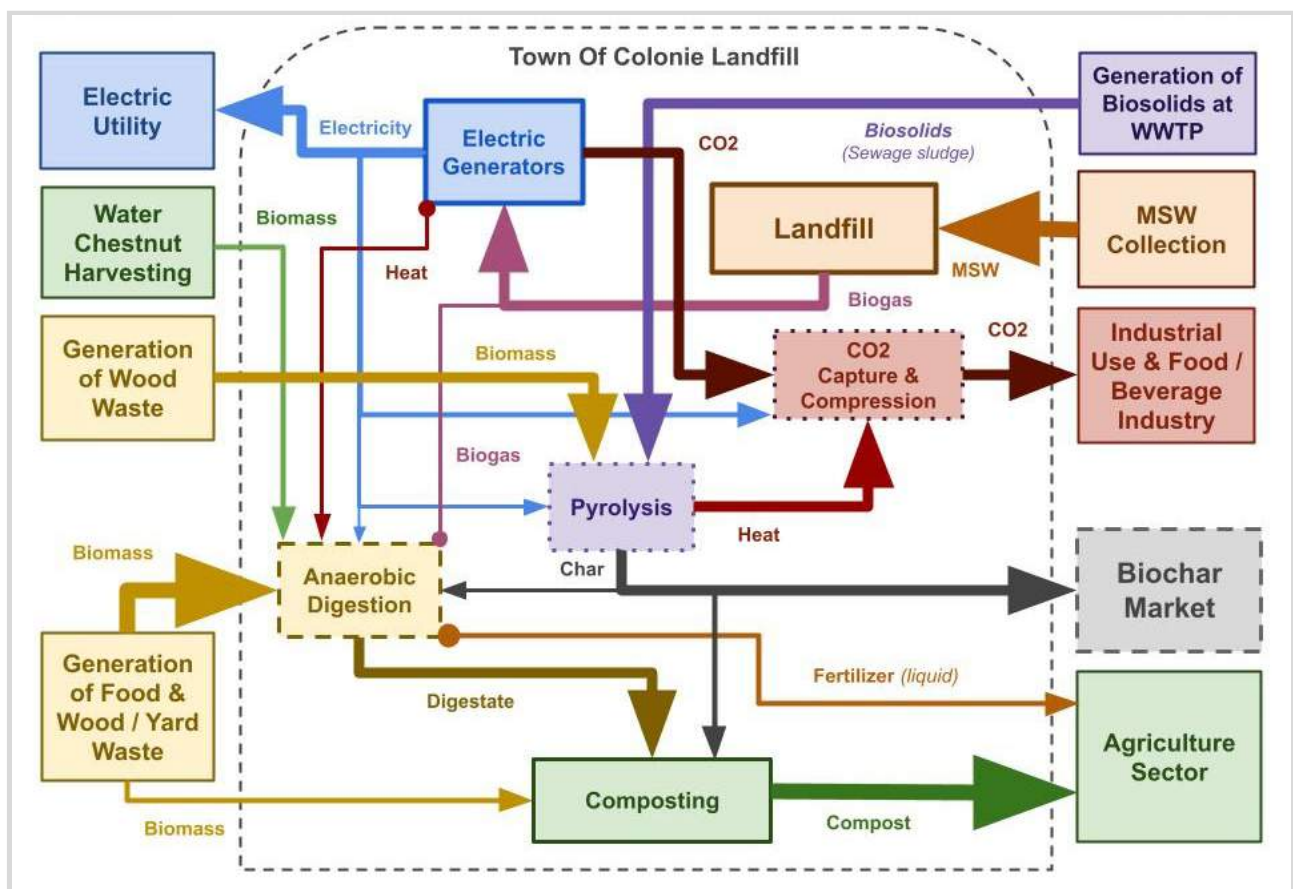 Town Of Colonie Landfill
Electric
Utility
Electricity
Electric
Generators
CO2
Biosolids
(Sewage sludge)
Generation of
Biosolids at
WWTP
Water
Chestnut
Harvesting
Biomass
Heat
Landfill
MSW
MSW
Collection
Biogas
Generation
of Wood
Waste
Biomass
CO2
Capture &
Compression
CO2
Industrial
Use & Food /
Beverage
Industry
Biogas
Pyrolysis
Heat
Biomass
Anaerobic
Digestion
Char
Biochar
Market
Generation
of Food &
Wood / Yard
Waste
Digestate
Fertilizer (liquid)
Agriculture
Sector
Composting
Biomass
Compost